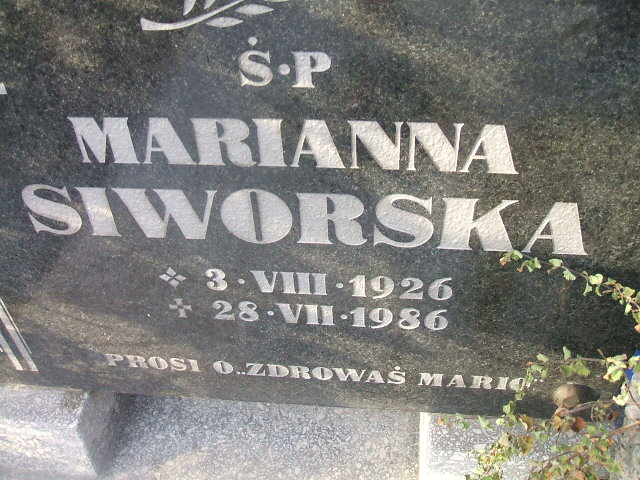 Ś·P
MARIANNA
SIWORSKA
3·VIII·1926
✝ 28·VII·1986
PROSI O „ZDROWAŚ MARIO"